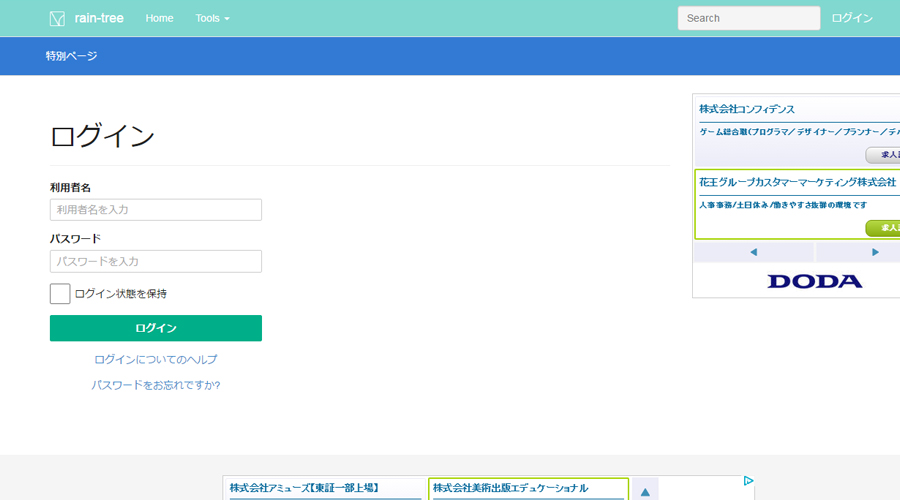 rain-tree Home Tools Search ログイン
特別ページ
ログイン
利用者名
利用者名を入力
パスワード
パスワードを入力
ログイン状態を保持
ログイン
ログインについてのヘルプ
パスワードをお忘れですか?
株式会社コンフィデンス
ゲーム総合職(プログラマ／デザイナー／プランナー／デバ
求人
花王グループカスタマーマーケティング株式会社
人事事務/土日休み/働きやすさ抜群の環境です
求人
DODA
株式会社アミューズ【東証一部上場】
株式会社美術出版エデュケーショナル